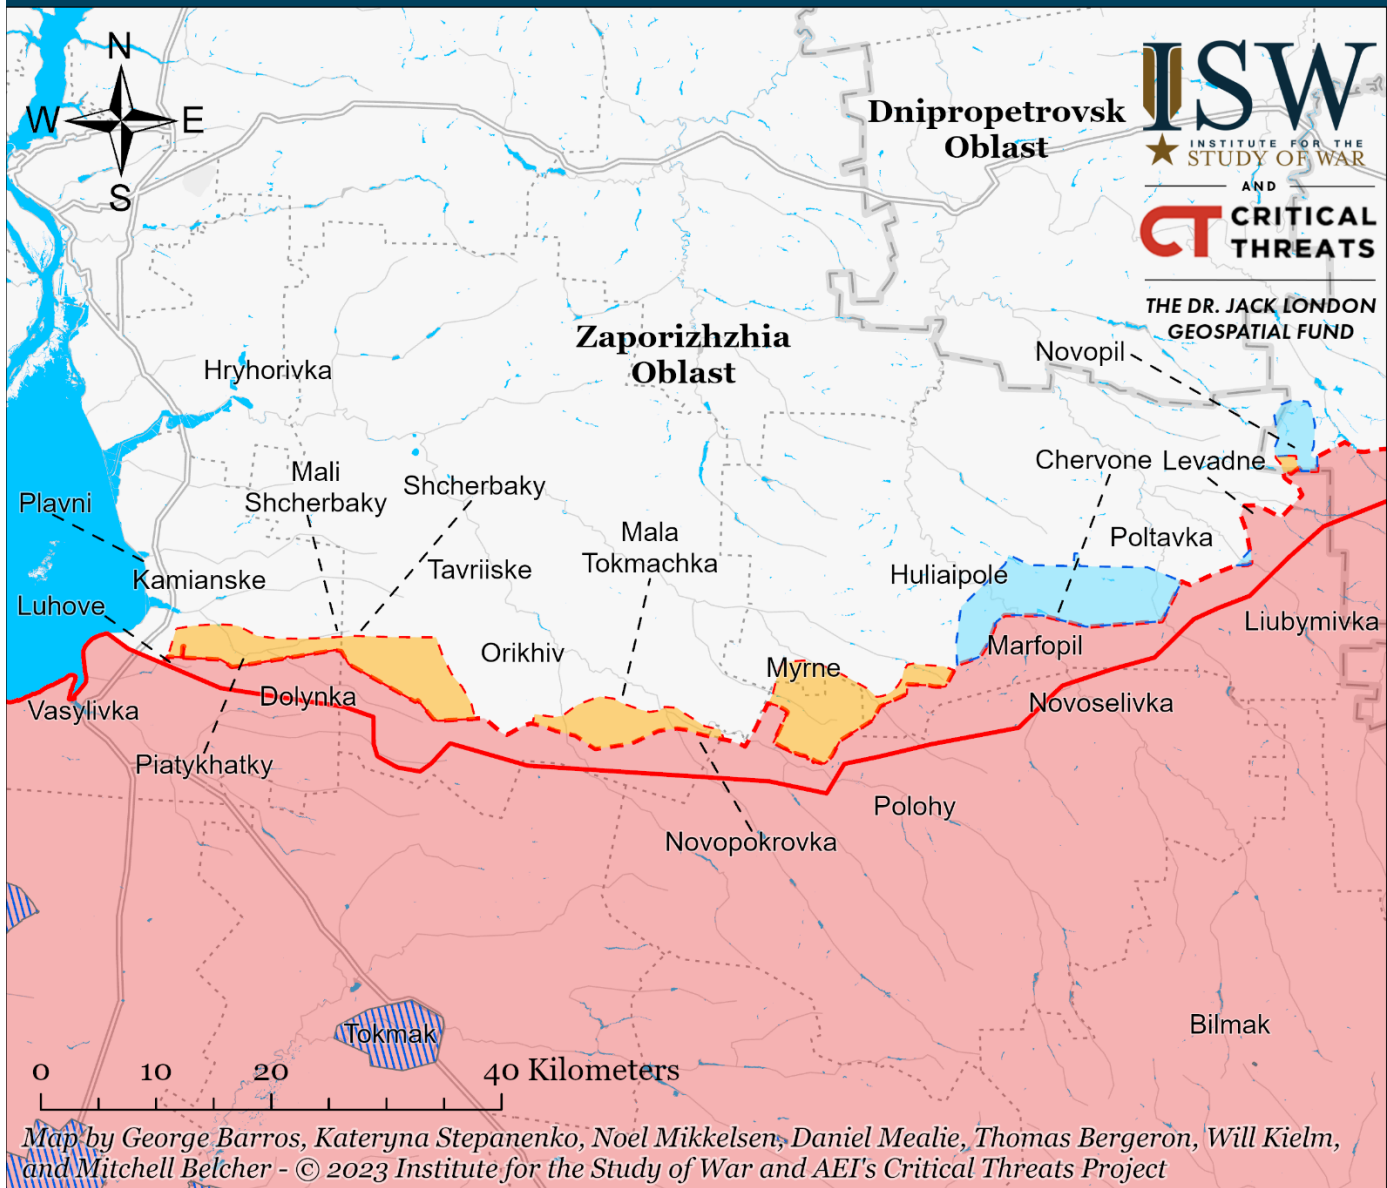 N
W
E
S
Dnipropetrovsk
Oblast
ISW
INSTITUTE FOR THE
STUDY OF WAR
AND
CT CRITICAL
THREATS
THE DR. JACK LONDON
GEOSPATIAL FUND
Zaporizhzhia
Oblast
Novopil
Hryhorivka
Mali
Shcherbaky
Shcherbaky
Chervone
Levadne
Plavni
Mala
Tokmachka
Poltavka
Tavriiske
Huliaipole
Kamianske
Luhove
Liubymivka
Orikhiv
Marfopil
Myrne
Dolynka
Novoselivka
Vasylivka
Piatykhatky
Polohy
Novopokrovka
Tokmak
Bilmak
0 10 20 40 Kilometers
Map by George Barros, Kateryna Stepanenko, Noel Mikkelsen, Daniel Mealie, Thomas Bergeron, Will Kielm,
and Mitchell Belcher - © 2023 Institute for the Study of War and AEI's Critical Threats Project